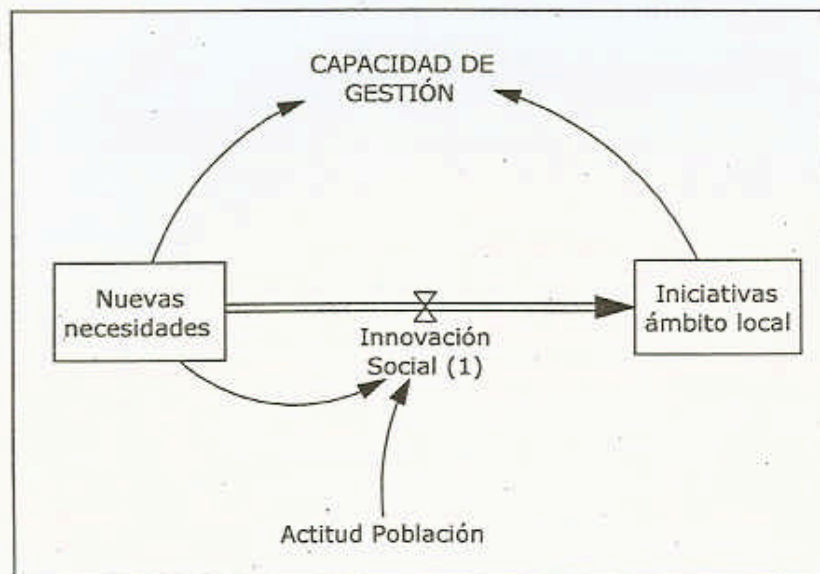 CAPACIDAD DE
GESTIÓN
Nuevas
necesidades
Iniciativas
ámbito local
Innovación
Social (1)
Actitud Población